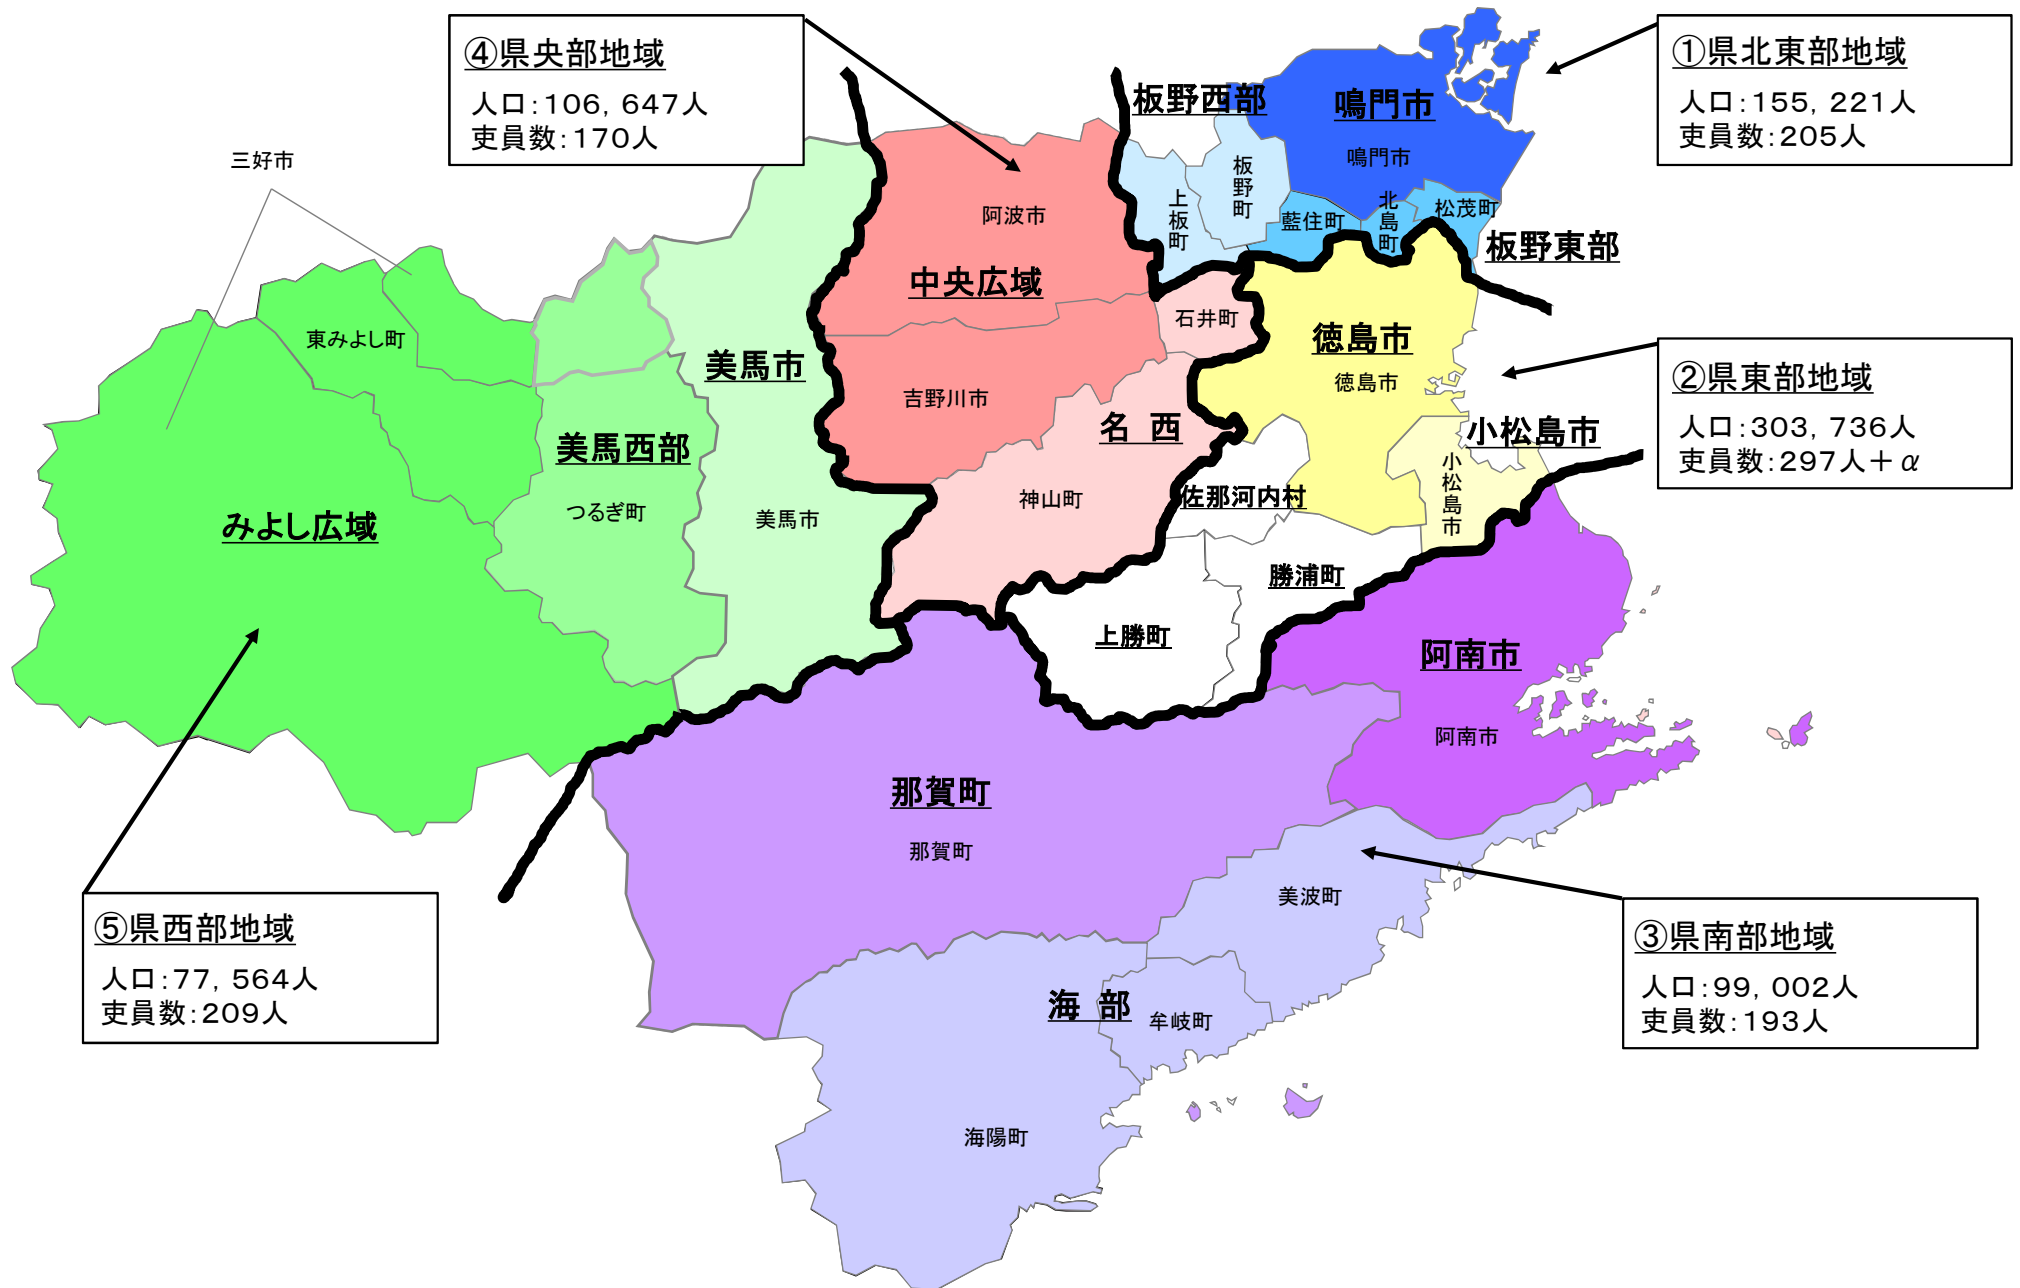 ④県央部地域
人口:106,647人
吏員数:170人
①県北東部地域
人口:155,221人
吏員数:205人
板野西部
鳴門市
鳴門市
三好市
板野町
上板町
北島町
松茂町
藍住町
阿波市
板野東部
中央広域
石井町
徳島市
徳島市
東みよし町
美馬市
②県東部地域
人口:303,736人
吏員数:297人+α
吉野川市
名 西
小松島市
小松島市
美馬西部
つるぎ町
美馬市
神山町
佐那河内村
みよし広域
勝浦町
上勝町
阿南市
阿南市
那賀町
那賀町
美波町
⑤県西部地域
人口:77,564人
吏員数:209人
③県南部地域
人口:99,002人
吏員数:193人
海 部
牟岐町
海陽町